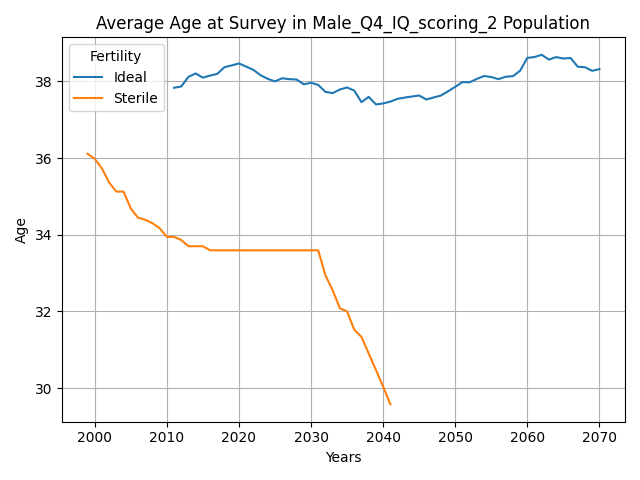 Average Age at Survey in Male_Q4_IQ_scoring_2 Population
Fertility
Ideal
Sterile
Age
38
36
34
32
30
2000 2010 2020 2030 2040 2050 2060 2070
Years